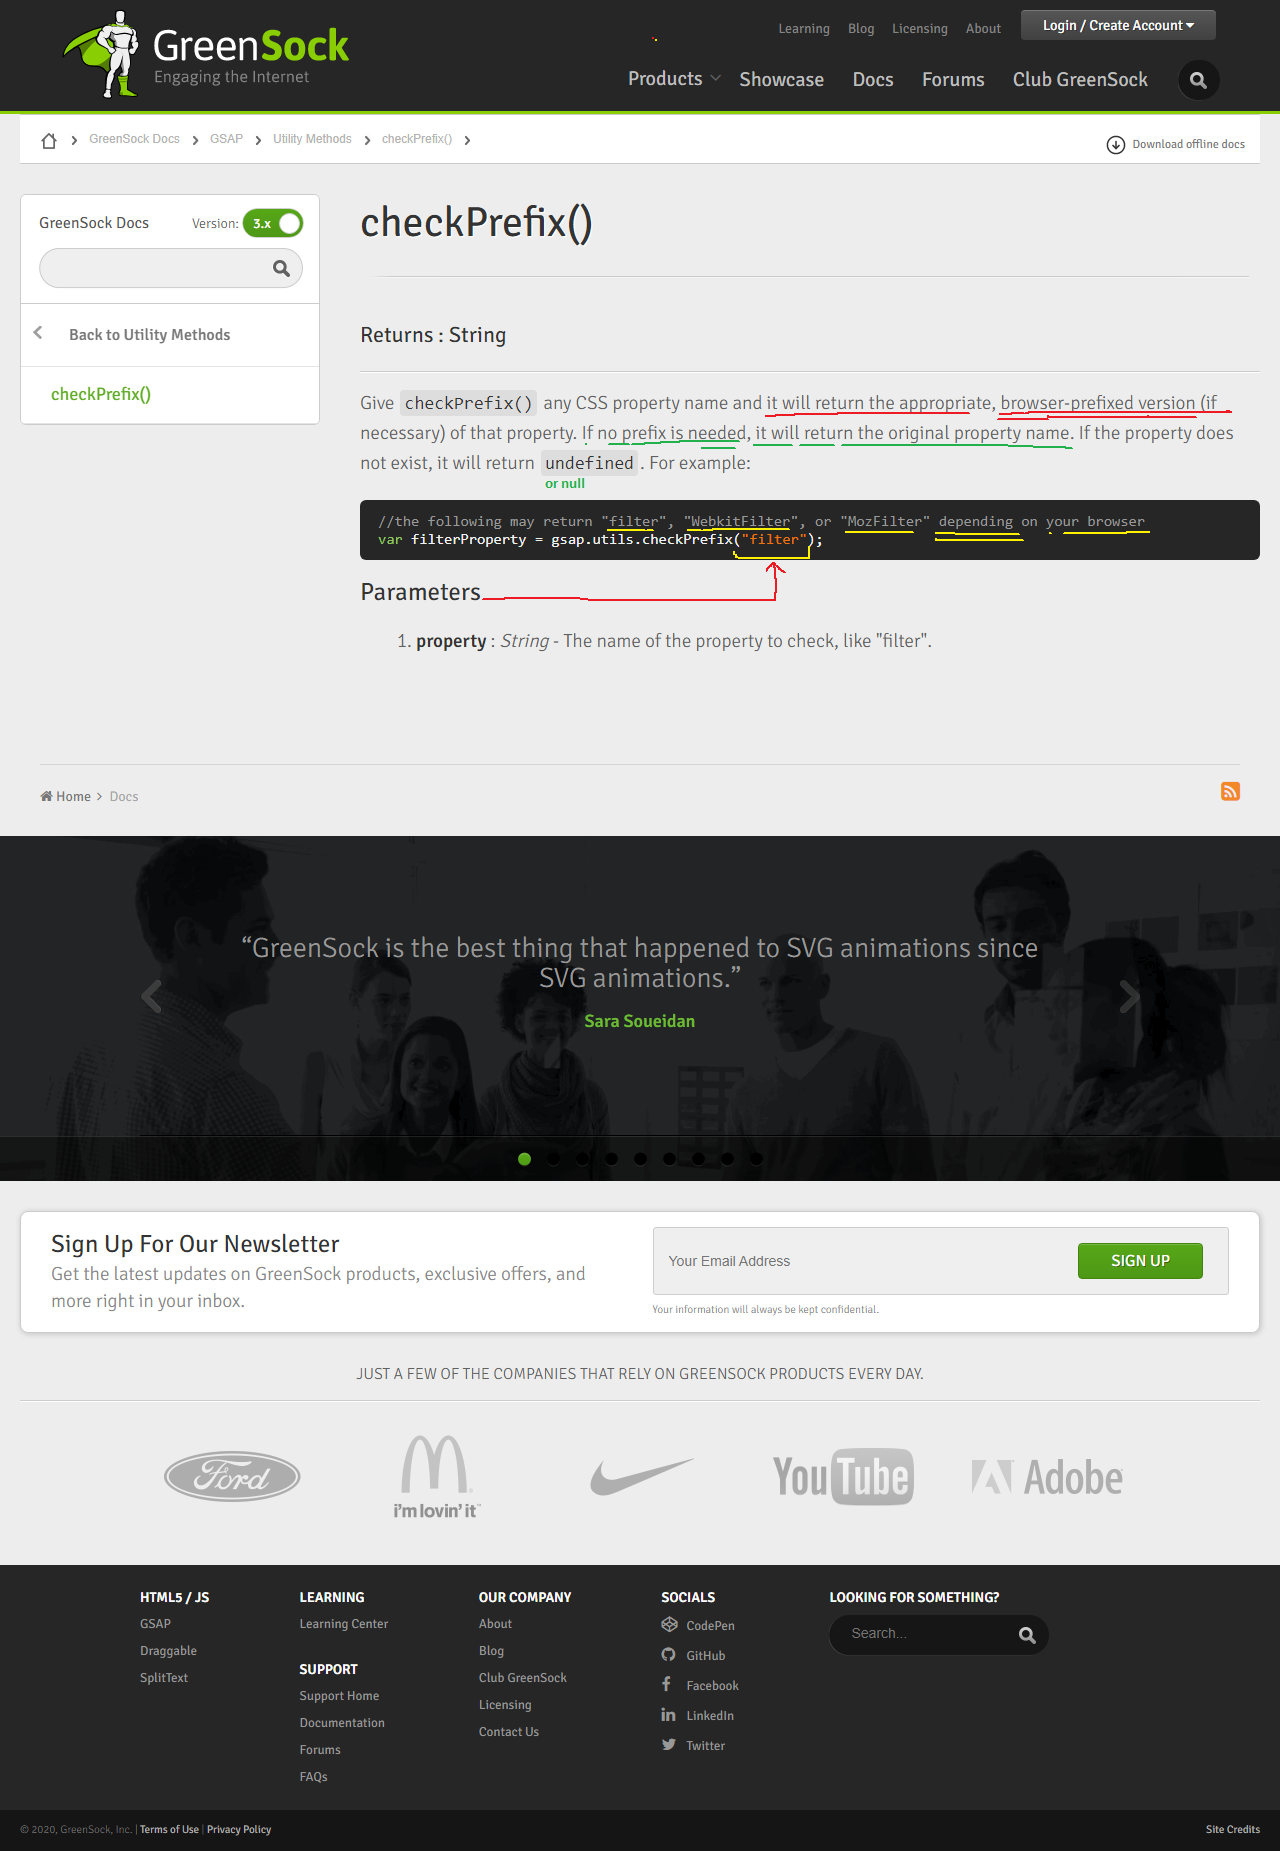 GreenSock
Engaging the Internet
Learning Blog Licensing About Login / Create Account
Products Showcase Docs Forums Club GreenSock
GreenSock Docs GSAP Utility Methods checkPrefix()
Download offline docs
GreenSock Docs Version: 3.x
Back to Utility Methods
checkPrefix()
checkPrefix()
Returns : String
Give checkPrefix() any CSS property name and it will return the appropriate, browser-prefixed version (if
necessary) of that property. If no prefix is needed, it will return the original property name. If the property does
not exist, it will return undefined . For example:
or null
//the following may return "filter", "WebkitFilter", or "MozFilter" depending on your browser
var filterProperty = gsap.utils.checkPrefix("filter");
Parameters
1. property : String - The name of the property to check, like "filter".
Home Docs
“GreenSock is the best thing that happened to SVG animations since
SVG animations.”
Sara Soueidan
Sign Up For Our Newsletter
Get the latest updates on GreenSock products, exclusive offers, and
more right in your inbox.
Your Email Address
SIGN UP
Your information will always be kept confidential.
JUST A FEW OF THE COMPANIES THAT RELY ON GREENSOCK PRODUCTS EVERY DAY.
Ford
i'm lovin' it™
YouTube
Adobe
HTML5 / JS
GSAP
Draggable
SplitText
LEARNING
Learning Center
SUPPORT
Support Home
Documentation
Forums
FAQs
OUR COMPANY
About
Blog
Club GreenSock
Licensing
Contact Us
SOCIALS
CodePen
GitHub
Facebook
LinkedIn
Twitter
LOOKING FOR SOMETHING?
Search...
© 2020, GreenSock, Inc. | Terms of Use | Privacy Policy
Site Credits